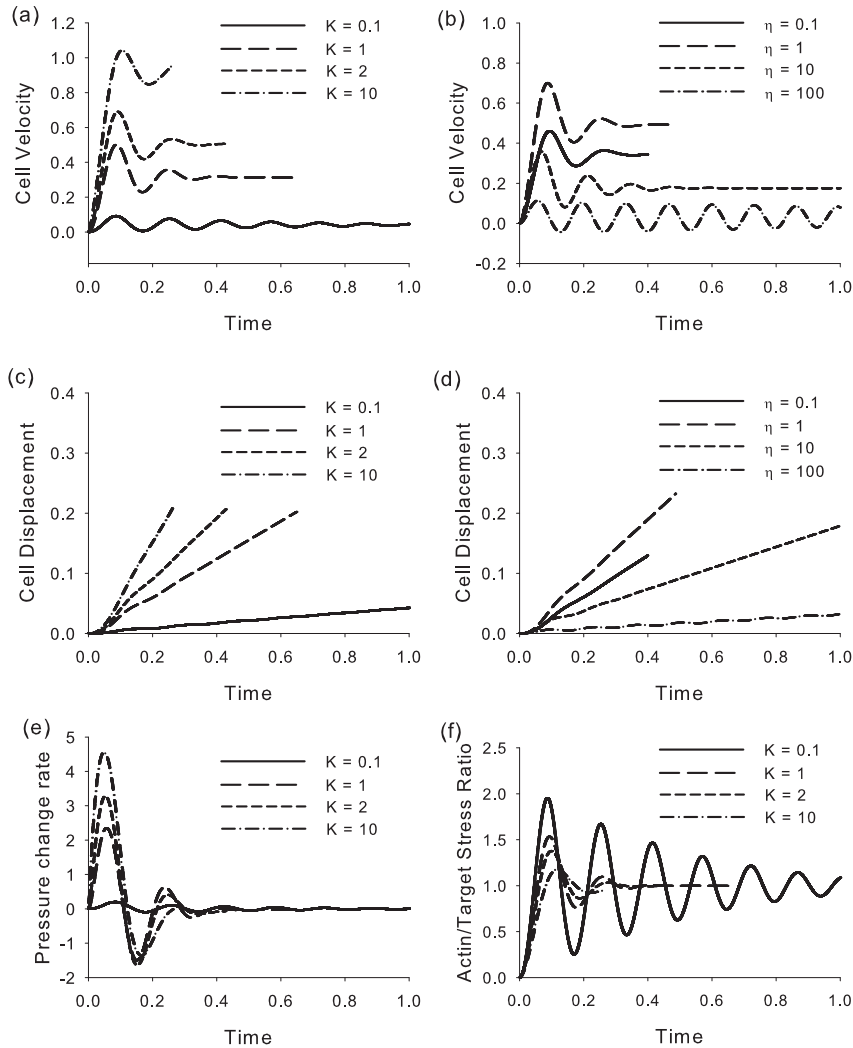 (a)
1.2
1.0
0.8
0.6
0.4
0.2
0.0
Cell Velocity
K = 0.1
K = 1
K = 2
K = 10
0.0 0.2 0.4 0.6 0.8 1.0
Time
(b)
1.0
0.8
0.6
0.4
0.2
0.0
-0.2
Cell Velocity
η = 0.1
η = 1
η = 10
η = 100
0.0 0.2 0.4 0.6 0.8 1.0
Time
(c)
0.4
0.3
0.2
0.1
0.0
Cell Displacement
K = 0.1
K = 1
K = 2
K = 10
0.0 0.2 0.4 0.6 0.8 1.0
Time
(d)
0.4
0.3
0.2
0.1
0.0
Cell Displacement
η = 0.1
η = 1
η = 10
η = 100
0.0 0.2 0.4 0.6 0.8 1.0
Time
(e)
5
4
3
2
1
0
-1
-2
Pressure change rate
K = 0.1
K = 1
K = 2
K = 10
0.0 0.2 0.4 0.6 0.8 1.0
Time
(f)
2.5
2.0
1.5
1.0
0.5
0.0
Actin/Target Stress Ratio
K = 0.1
K = 1
K = 2
K = 10
0.0 0.2 0.4 0.6 0.8 1.0
Time